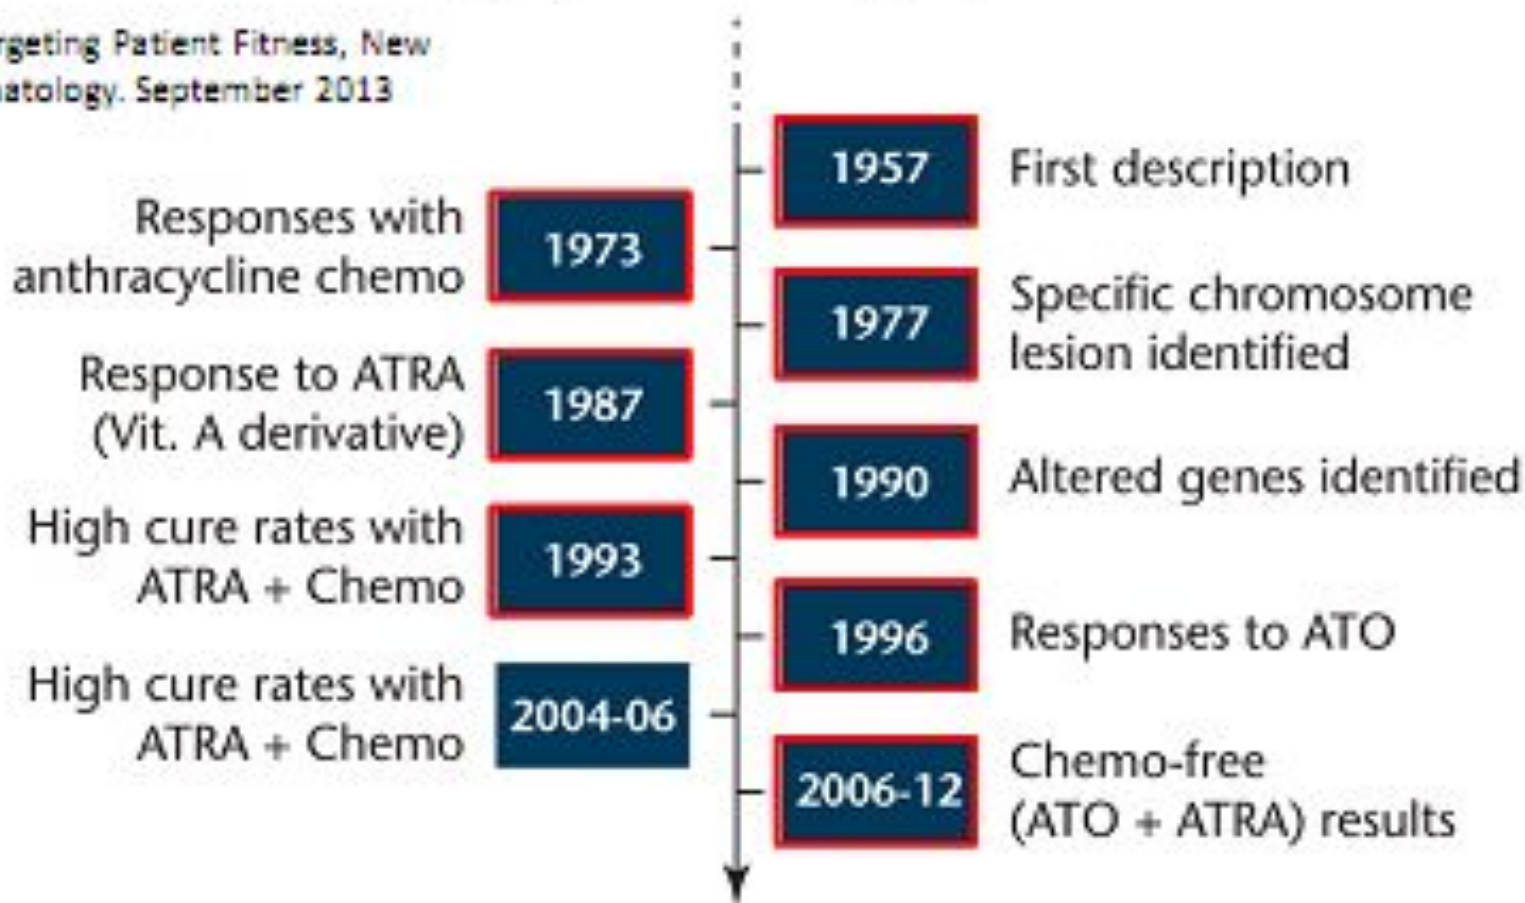 Patient Fitness, New
September 2013
1957
First description
Responses with
anthracycline chemo
1973
1977
Specific chromosome
lesion identified
Response to ATRA
(Vit. A derivative)
1987
1990
Altered genes identified
High cure rates with
ATRA + Chemo
1993
1996
Responses to ATO
High cure rates with
ATRA + Chemo
2004-06
2006-12
Chemo-free
(ATO + ATRA) results